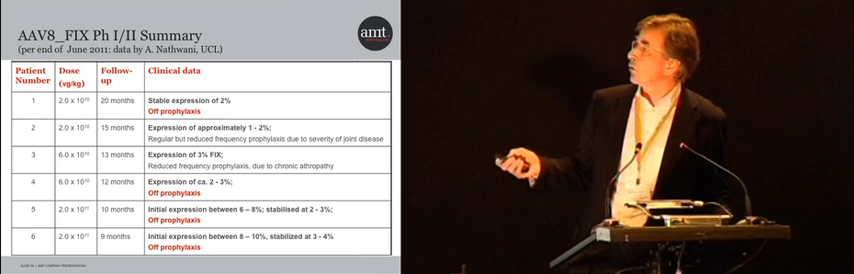 AAV8_FIX Ph I/II Summary
(per end of June 2011: data by A. Nathwani, UCL)
amt
Patient Number Dose (vg/kg) Follow-up Clinical data
1 2.0 x 10¹⁰ 20 months Stable expression of 2%
Off prophylaxis
2 2.0 x 10¹⁰ 15 months Expression of approximately 1 - 2%;
Regular but reduced frequency prophylaxis due to severity of joint disease
3 6.0 x 10¹⁰ 13 months Expression of 3% FIX;
Reduced frequency prophylaxis, due to chronic athropathy
4 6.0 x 10¹⁰ 12 months Expression of ca. 2 - 3%;
Off prophylaxis
5 2.0 x 10¹¹ 10 months Initial expression between 6 – 8%; stabilised at 2 - 3%;
Off prophylaxis
6 2.0 x 10¹¹ 9 months Initial expression between 8 – 10%, stabilized at 3 - 4%
Off prophylaxis